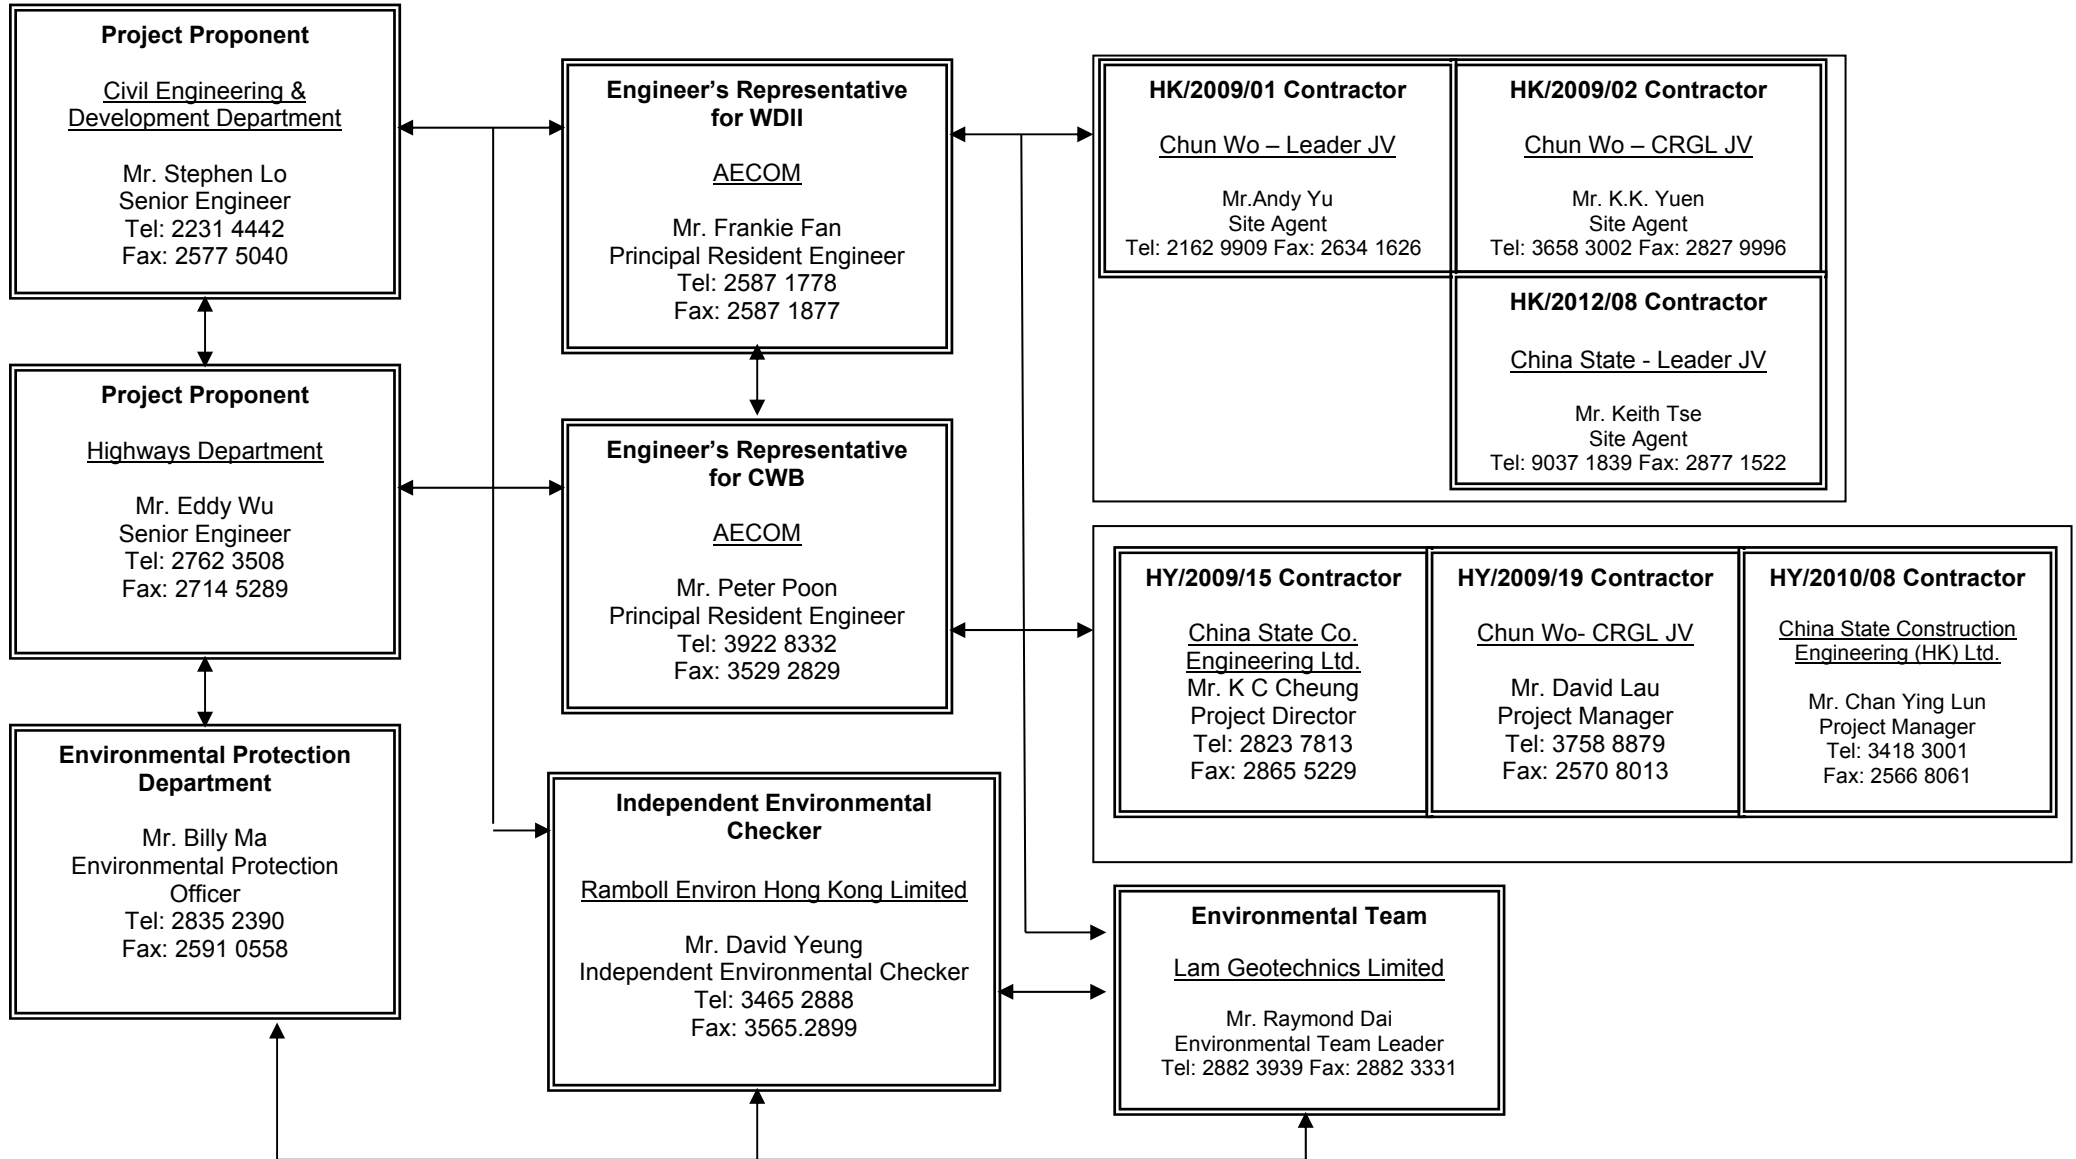 Project Proponent
Civil Engineering &
Development Department
Mr. Stephen Lo
Senior Engineer
Tel: 2231 4442
Fax: 2577 5040
Project Proponent
Highways Department
Mr. Eddy Wu
Senior Engineer
Tel: 2762 3508
Fax: 2714 5289
Environmental Protection
Department
Mr. Billy Ma
Environmental Protection
Officer
Tel: 2835 2390
Fax: 2591 0558
Engineer’s Representative
for WDII
AECOM
Mr. Frankie Fan
Principal Resident Engineer
Tel: 2587 1778
Fax: 2587 1877
Engineer’s Representative
for CWB
AECOM
Mr. Peter Poon
Principal Resident Engineer
Tel: 3922 8332
Fax: 3529 2829
Independent Environmental
Checker
Ramboll Environ Hong Kong Limited
Mr. David Yeung
Independent Environmental Checker
Tel: 3465 2888
Fax: 3565.2899
HK/2009/01 Contractor
Chun Wo – Leader JV
Mr.Andy Yu
Site Agent
Tel: 2162 9909 Fax: 2634 1626
HK/2009/02 Contractor
Chun Wo – CRGL JV
Mr. K.K. Yuen
Site Agent
Tel: 3658 3002 Fax: 2827 9996
HK/2012/08 Contractor
China State - Leader JV
Mr. Keith Tse
Site Agent
Tel: 9037 1839 Fax: 2877 1522
HY/2009/15 Contractor
China State Co.
Engineering Ltd.
Mr. K C Cheung
Project Director
Tel: 2823 7813
Fax: 2865 5229
HY/2009/19 Contractor
Chun Wo- CRGL JV
Mr. David Lau
Project Manager
Tel: 3758 8879
Fax: 2570 8013
HY/2010/08 Contractor
China State Construction
Engineering (HK) Ltd.
Mr. Chan Ying Lun
Project Manager
Tel: 3418 3001
Fax: 2566 8061
Environmental Team
Lam Geotechnics Limited
Mr. Raymond Dai
Environmental Team Leader
Tel: 2882 3939 Fax: 2882 3331